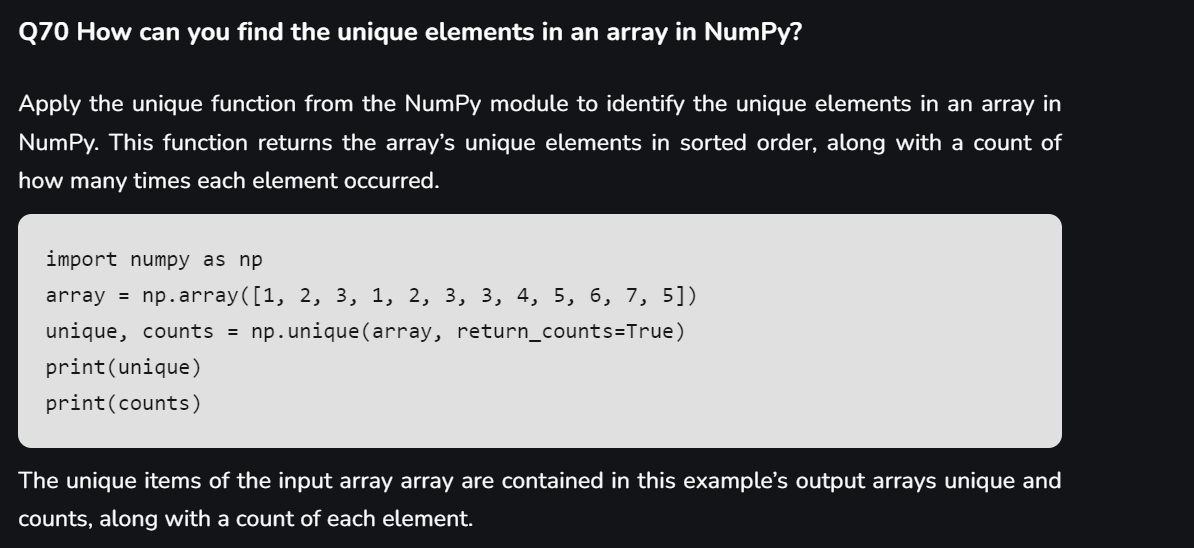 Q70 How can you find the unique elements in an array in NumPy?
Apply the unique function from the NumPy module to identify the unique elements in an array in
NumPy. This function returns the array’s unique elements in sorted order, along with a count of
how many times each element occurred.
import numpy as np
array = np.array([1, 2, 3, 1, 2, 3, 3, 4, 5, 6, 7, 5])
unique, counts = np.unique(array, return_counts=True)
print(unique)
print(counts)
The unique items of the input array array are contained in this example’s output arrays unique and
counts, along with a count of each element.